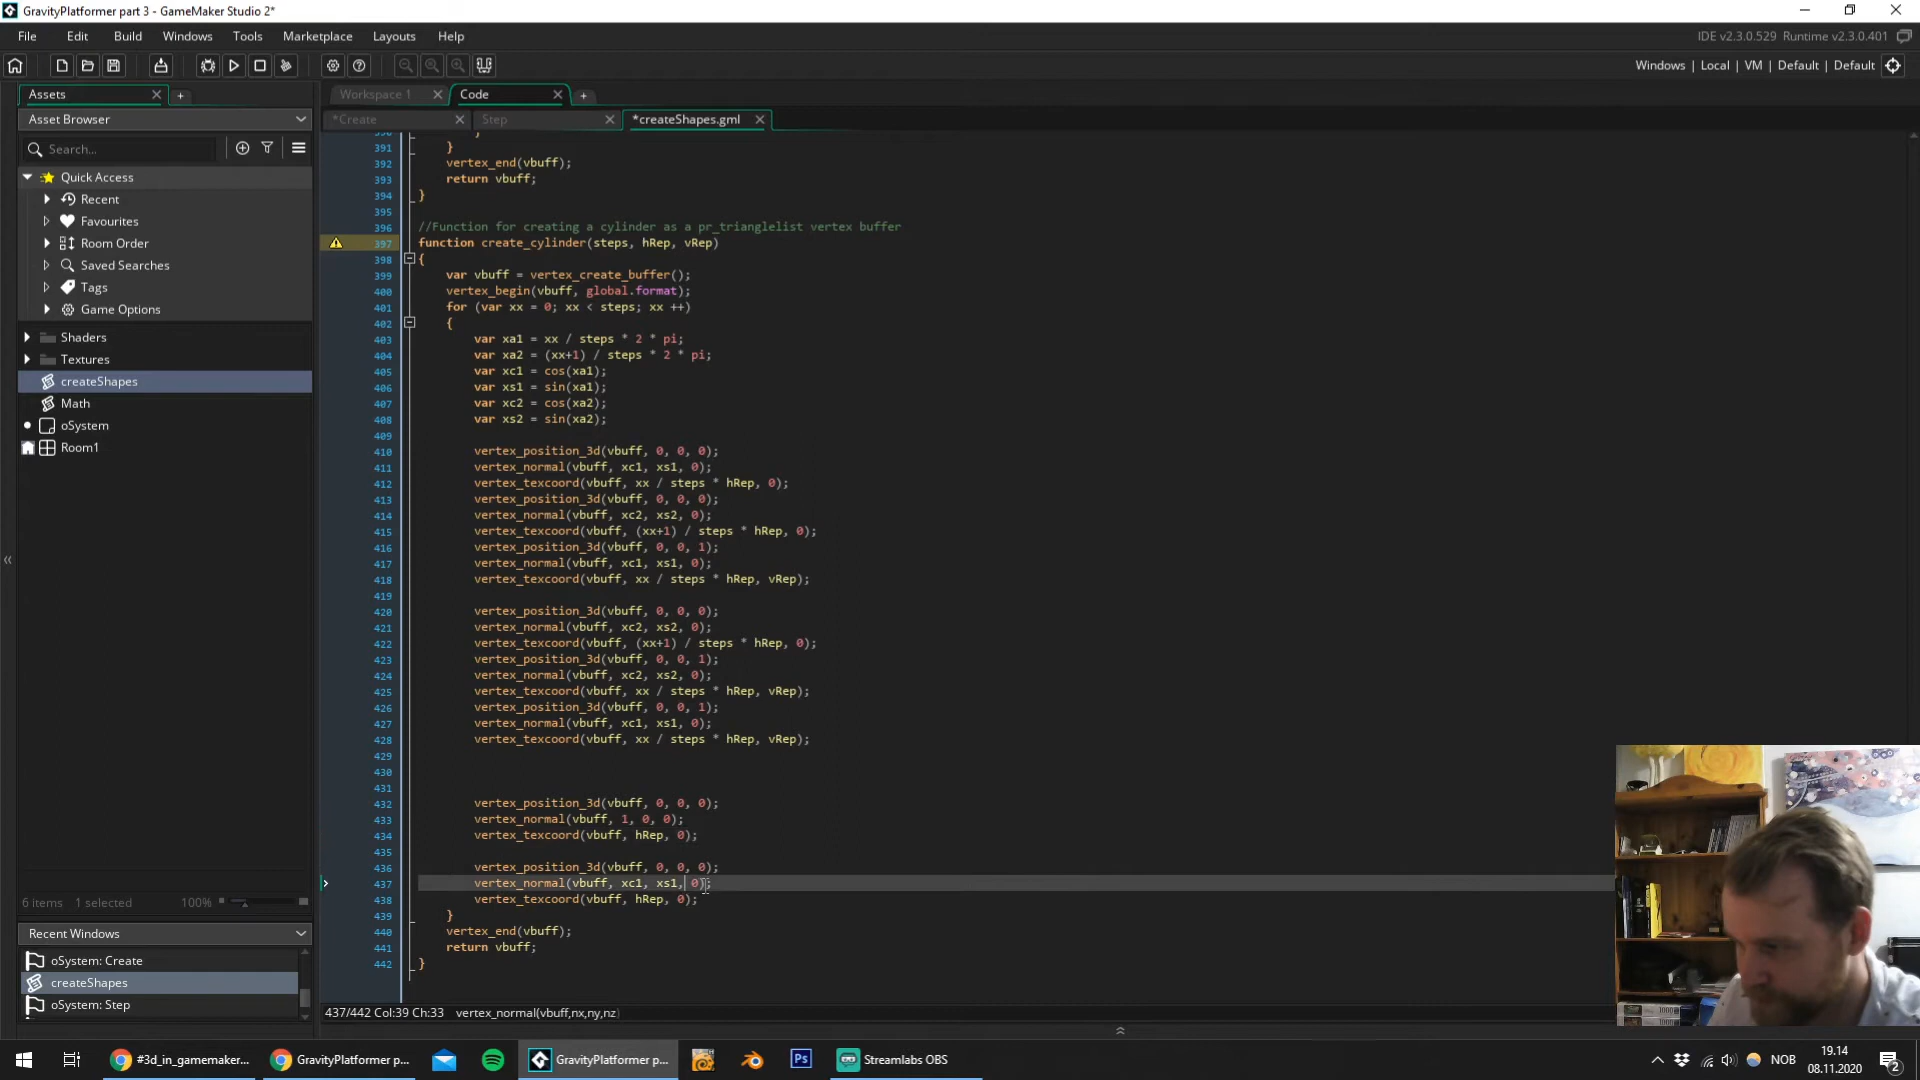 GravityPlatformer part 3 - GameMaker Studio 2*
File Edit Build Windows Tools Marketplace Layouts Help
IDE v2.3.0.529 Runtime v2.3.0.401
Windows | Local | VM | Default | Default
Assets
Workspace 1
Code
Asset Browser
*Create
Step
*createShapes.gml
Search...
Quick Access
Recent
Favourites
Room Order
Saved Searches
Tags
Game Options
Shaders
Textures
createShapes
Math
oSystem
Room1
6 items 1 selected 100%
Recent Windows
oSystem: Create
createShapes
oSystem: Step
391 }
392 vertex_end(vbuff);
393 return vbuff;
394 }
395
396 //Function for creating a cylinder as a pr_trianglelist vertex buffer
397 function create_cylinder(steps, hRep, vRep)
398 {
399 var vbuff = vertex_create_buffer();
400 vertex_begin(vbuff, global.format);
401 for (var xx = 0; xx < steps; xx ++)
402 {
403 var xa1 = xx / steps * 2 * pi;
404 var xa2 = (xx+1) / steps * 2 * pi;
405 var xc1 = cos(xa1);
406 var xs1 = sin(xa1);
407 var xc2 = cos(xa2);
408 var xs2 = sin(xa2);
409
410 vertex_position_3d(vbuff, 0, 0, 0);
411 vertex_normal(vbuff, xc1, xs1, 0);
412 vertex_texcoord(vbuff, xx / steps * hRep, 0);
413 vertex_position_3d(vbuff, 0, 0, 0);
414 vertex_normal(vbuff, xc2, xs2, 0);
415 vertex_texcoord(vbuff, (xx+1) / steps * hRep, 0);
416 vertex_position_3d(vbuff, 0, 0, 1);
417 vertex_normal(vbuff, xc1, xs1, 0);
418 vertex_texcoord(vbuff, xx / steps * hRep, vRep);
419
420 vertex_position_3d(vbuff, 0, 0, 0);
421 vertex_normal(vbuff, xc2, xs2, 0);
422 vertex_texcoord(vbuff, (xx+1) / steps * hRep, 0);
423 vertex_position_3d(vbuff, 0, 0, 1);
424 vertex_normal(vbuff, xc2, xs2, 0);
425 vertex_texcoord(vbuff, xx / steps * hRep, vRep);
426 vertex_position_3d(vbuff, 0, 0, 1);
427 vertex_normal(vbuff, xc1, xs1, 0);
428 vertex_texcoord(vbuff, xx / steps * hRep, vRep);
429
430
431
432 vertex_position_3d(vbuff, 0, 0, 0);
433 vertex_normal(vbuff, 1, 0, 0);
434 vertex_texcoord(vbuff, hRep, 0);
435
436 vertex_position_3d(vbuff, 0, 0, 0);
437 vertex_normal(vbuff, xc1, xs1, 0);
438 vertex_texcoord(vbuff, hRep, 0);
439 }
440 vertex_end(vbuff);
441 return vbuff;
442 }
437/442 Col:39 Ch:33 vertex_normal(vbuff,nx,ny,nz)
#3d_in_gamemaker...
GravityPlatformer p...
GravityPlatformer p...
Ps
Streamlabs OBS
NOB
19.14
08.11.2020
2